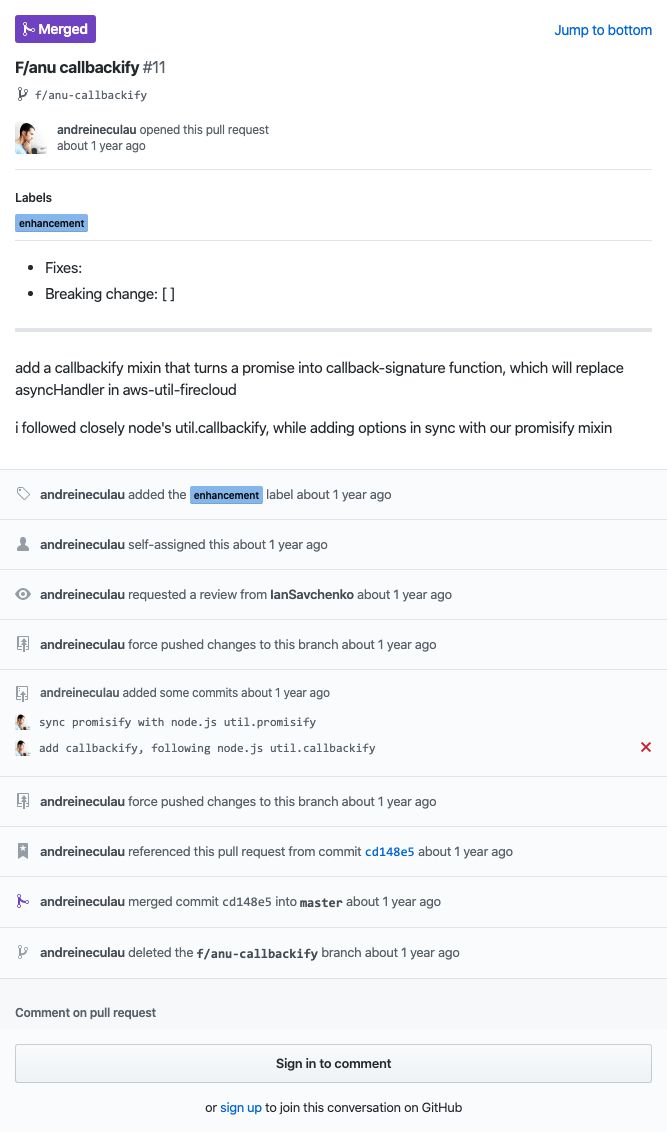 Merged
Jump to bottom
F/anu callbackify #11
f/anu-callbackify
andreineculau opened this pull request
about 1 year ago
Labels
enhancement
Fixes:
Breaking change: [ ]
add a callbackify mixin that turns a promise into callback-signature function, which will replace
asyncHandler in aws-util-firecloud
i followed closely node's util.callbackify, while adding options in sync with our promisify mixin
andreineculau added the enhancement label about 1 year ago
andreineculau self-assigned this about 1 year ago
andreineculau requested a review from IanSavchenko about 1 year ago
andreineculau force pushed changes to this branch about 1 year ago
andreineculau added some commits about 1 year ago
sync promisify with node.js util.promisify
add callbackify, following node.js util.callbackify
andreineculau force pushed changes to this branch about 1 year ago
andreineculau referenced this pull request from commit cd148e5 about 1 year ago
andreineculau merged commit cd148e5 into master about 1 year ago
andreineculau deleted the f/anu-callbackify branch about 1 year ago
Comment on pull request
Sign in to comment
or sign up to join this conversation on GitHub